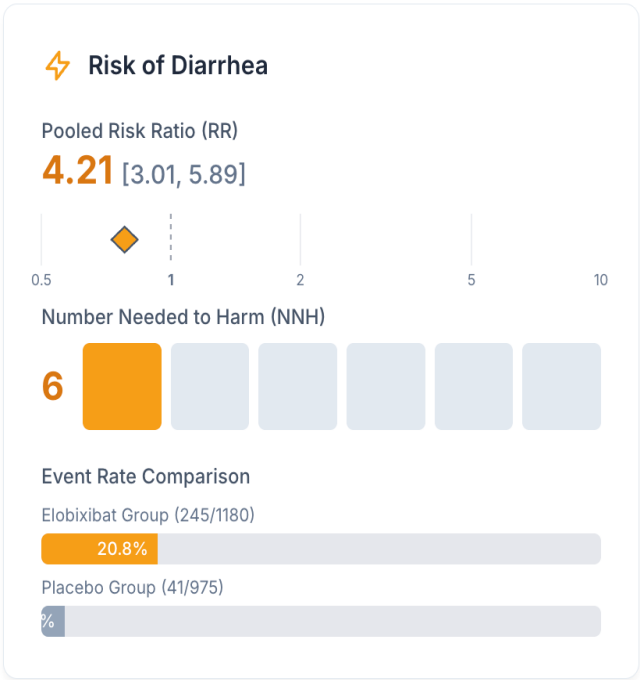 Risk of Diarrhea
Pooled Risk Ratio (RR)
4.21 [3.01, 5.89]
0.5 1 2 5 10
Number Needed to Harm (NNH)
6
Event Rate Comparison
Elobixibat Group (245/1180)
20.8%
Placebo Group (41/975)
%